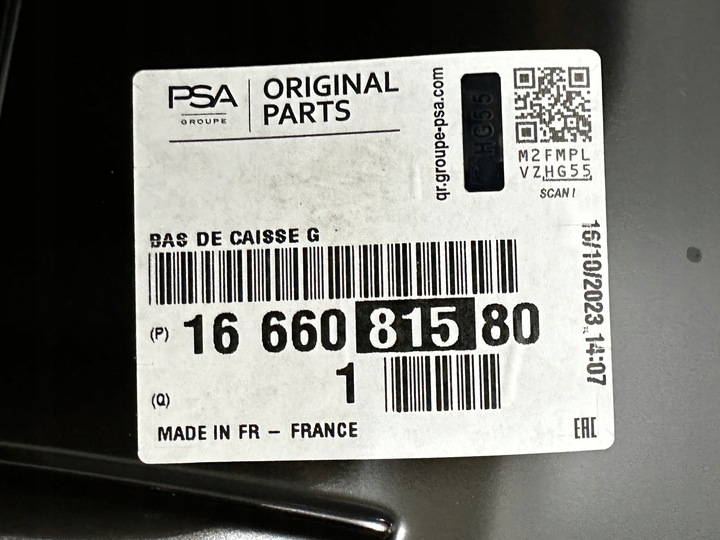 PSA
GROUPE
ORIGINAL
PARTS
qr.groupe-psa.com
HG55
M2FMPL
VZHG55
SCAN!
BAS DE CAISSE G
16/10/2023 14:07
(P) 16 660 815 80
(Q) 1
MADE IN FR – FRANCE
EAC